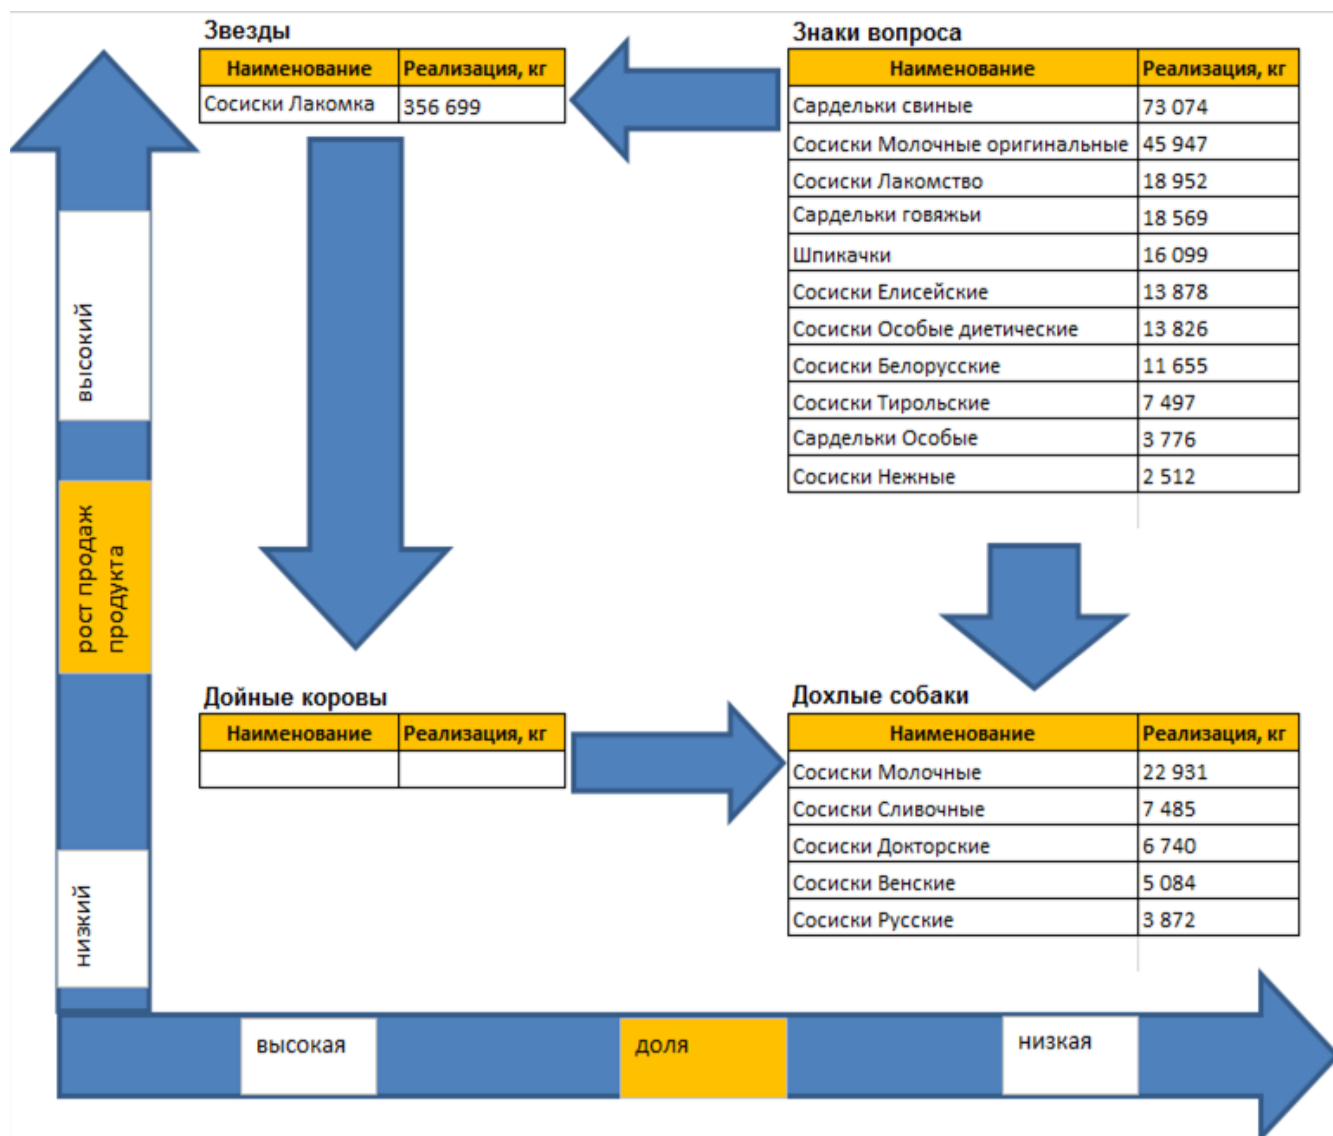 Звезды
Наименование Реализация, кг
Сосиски Лакомка 356 699
Знаки вопроса
Наименование Реализация, кг
Сардельки свиные 73 074
Сосиски Молочные оригинальные 45 947
Сосиски Лакомство 18 952
Сардельки говяжьи 18 569
Шпикачки 16 099
Сосиски Елисейские 13 878
Сосиски Особые диетические 13 826
Сосиски Белорусские 11 655
Сосиски Тирольские 7 497
Сардельки Особые 3 776
Сосиски Нежные 2 512
высокий
рост продаж
продукта
низкий
Дойные коровы
Наименование Реализация, кг
Дохлые собаки
Наименование Реализация, кг
Сосиски Молочные 22 931
Сосиски Сливочные 7 485
Сосиски Докторские 6 740
Сосиски Венские 5 084
Сосиски Русские 3 872
высокая доля низкая